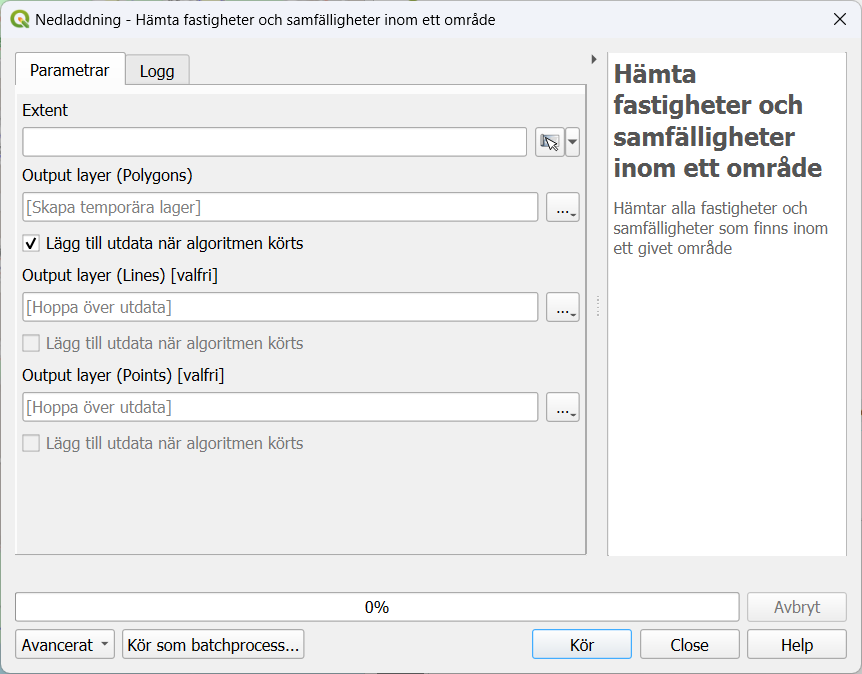 Nedladdning - Hämta fastigheter och samfälligheter inom ett område
Parametrar
Logg
Extent
Output layer (Polygons)
[Skapa temporära lager]
...
Lägg till utdata när algoritmen körts
Output layer (Lines) [valfri]
[Hoppa över utdata]
...
Lägg till utdata när algoritmen körts
Output layer (Points) [valfri]
[Hoppa över utdata]
...
Lägg till utdata när algoritmen körts
Hämta
fastigheter och
samfälligheter
inom ett område
Hämtar alla fastigheter och
samfälligheter som finns inom
ett givet område
0%
Avbryt
Avancerat
Kör som batchprocess...
Kör
Close
Help